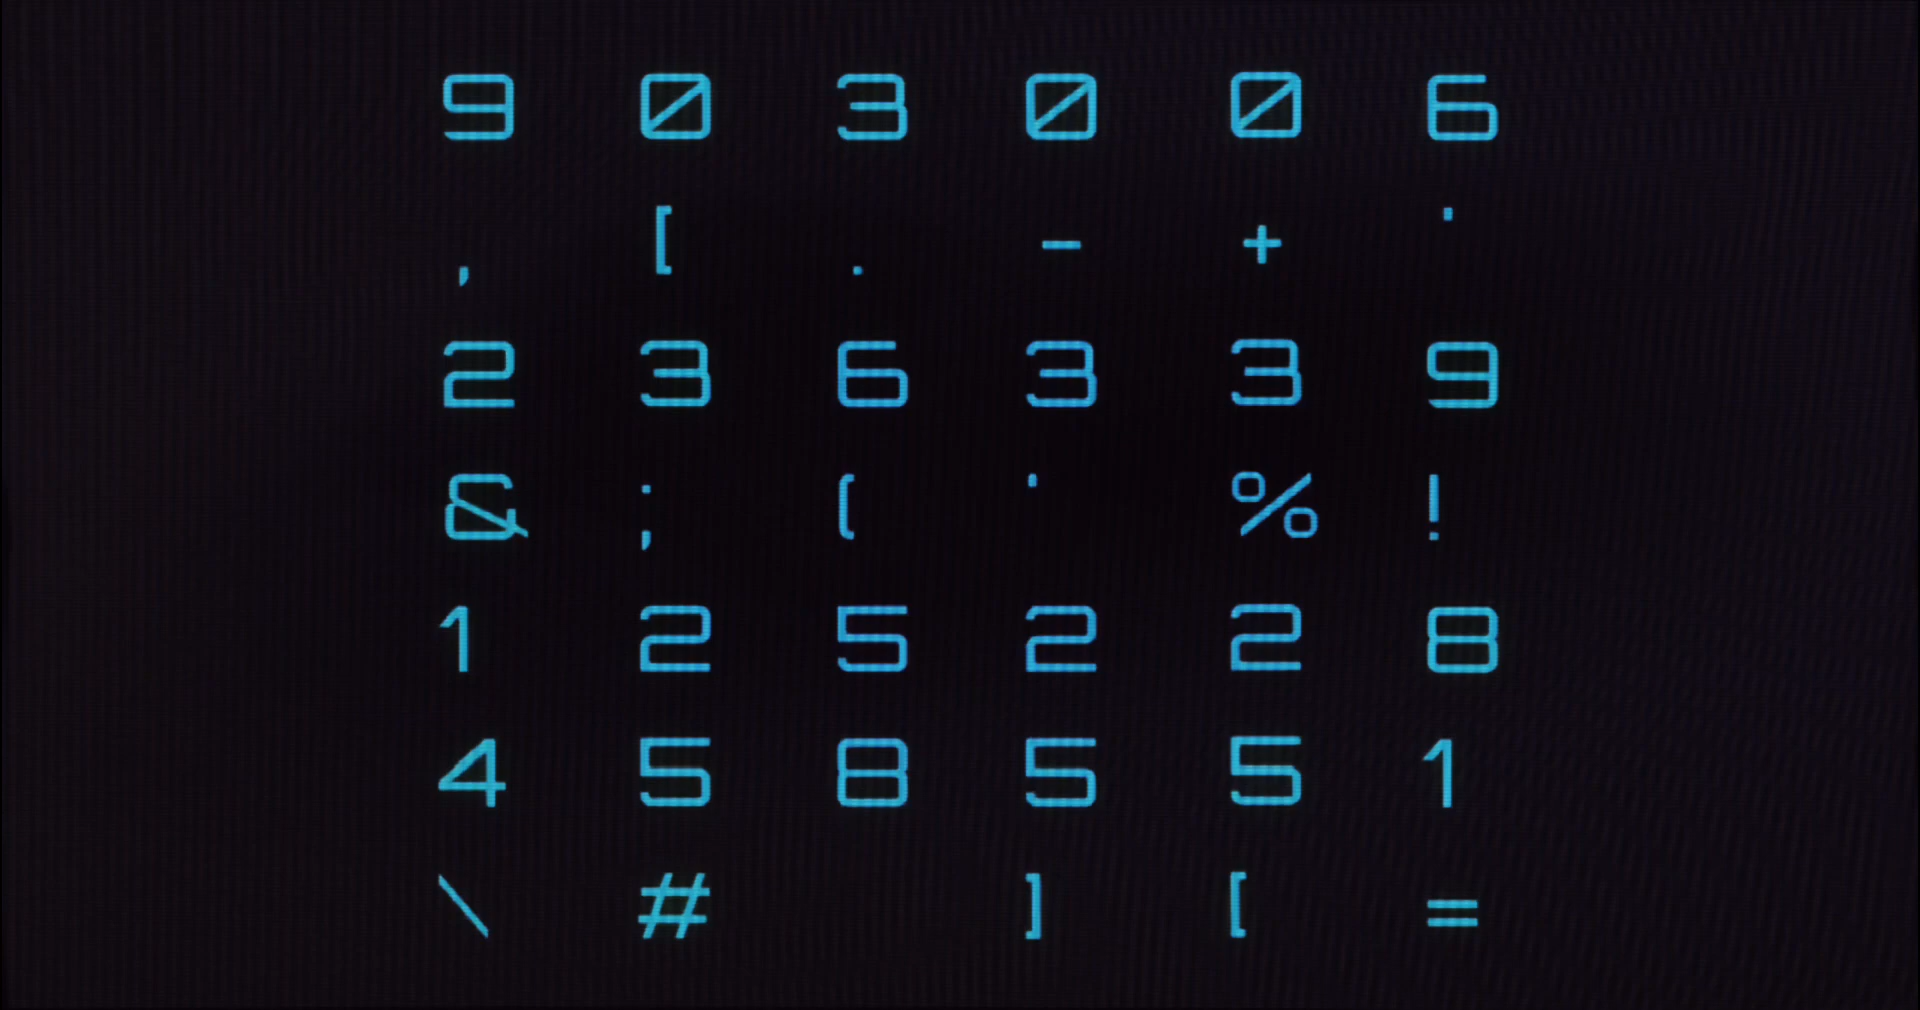 9 0 3 0 0 6
, [ . - + '
2 3 6 3 3 9
& ; ( ' % !
1 2 5 2 2 8
4 5 8 5 5 1
\ # ] [ =